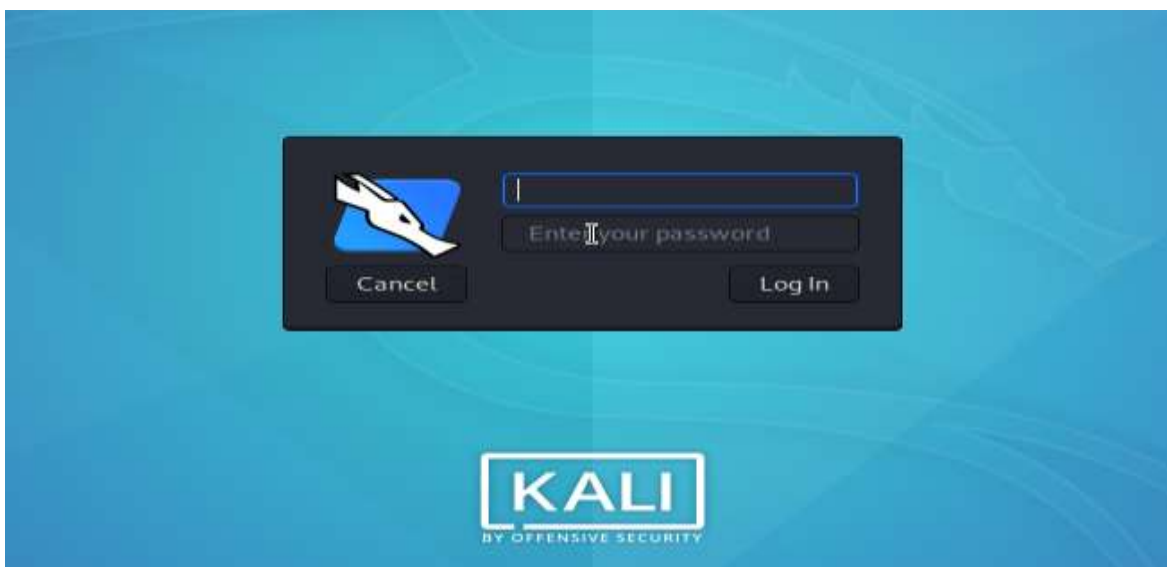 Enter your password
Cancel
Log In
KALI
BY OFFENSIVE SECURITY